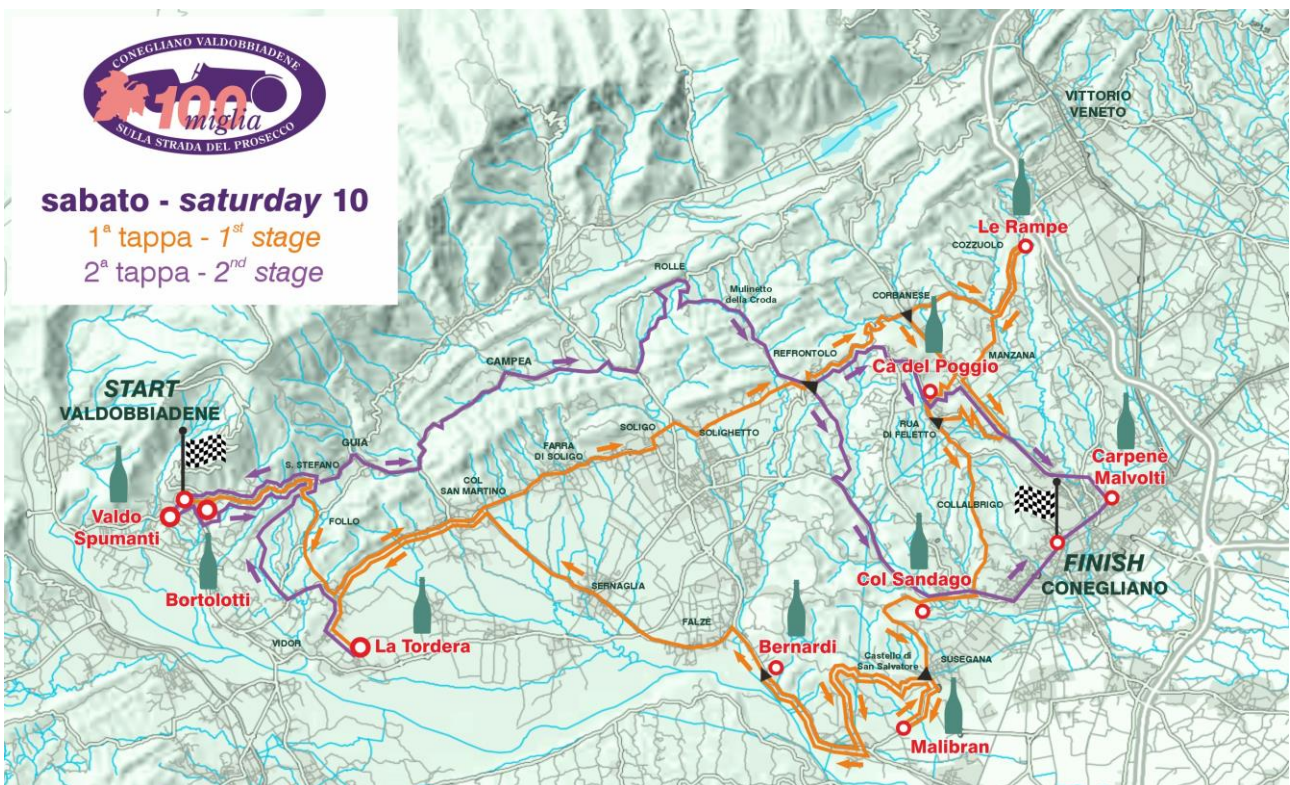 CONEGLIANO VALDOBBIADENE
100
miglia
SULLA STRADA DEL PROSECCO
sabato - saturday 10
1ª tappa - 1st stage
2ª tappa - 2nd stage
VITTORIO
VENETO
Le Rampe
COZZUOLO
ROLLE
Mulinetto
della Croda
CORBANESE
REFRONTOLO
MANZANA
Cà del Poggio
CAMPEA
START
VALDOBBIADENE
GUIA
SOLIGO
SOLIGHETTO
RUA
DI FELETTO
FARRA
DI SOLIGO
S. STEFANO
COL
SAN MARTINO
Carpenè
Malvolti
Valdo
Spumanti
FOLLO
COLLALBRIGO
FINISH
CONEGLIANO
Col Sandago
SERNAGLIA
Bortolotti
FALZÈ
VIDOR
La Tordera
Bernardi
Castello di
San Salvatore
SUSEGANA
Malibran